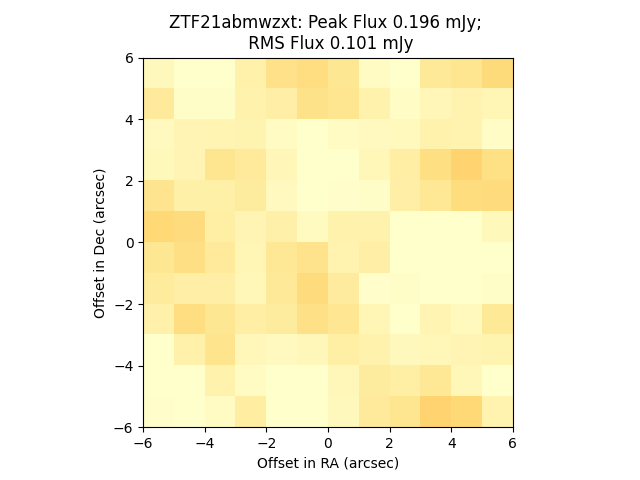 ZTF21abmwzxt: Peak Flux 0.196 mJy;
RMS Flux 0.101 mJy
6
4
2
0
−2
−4
−6
Offset in Dec (arcsec)
−6 −4 −2 0 2 4 6
Offset in RA (arcsec)